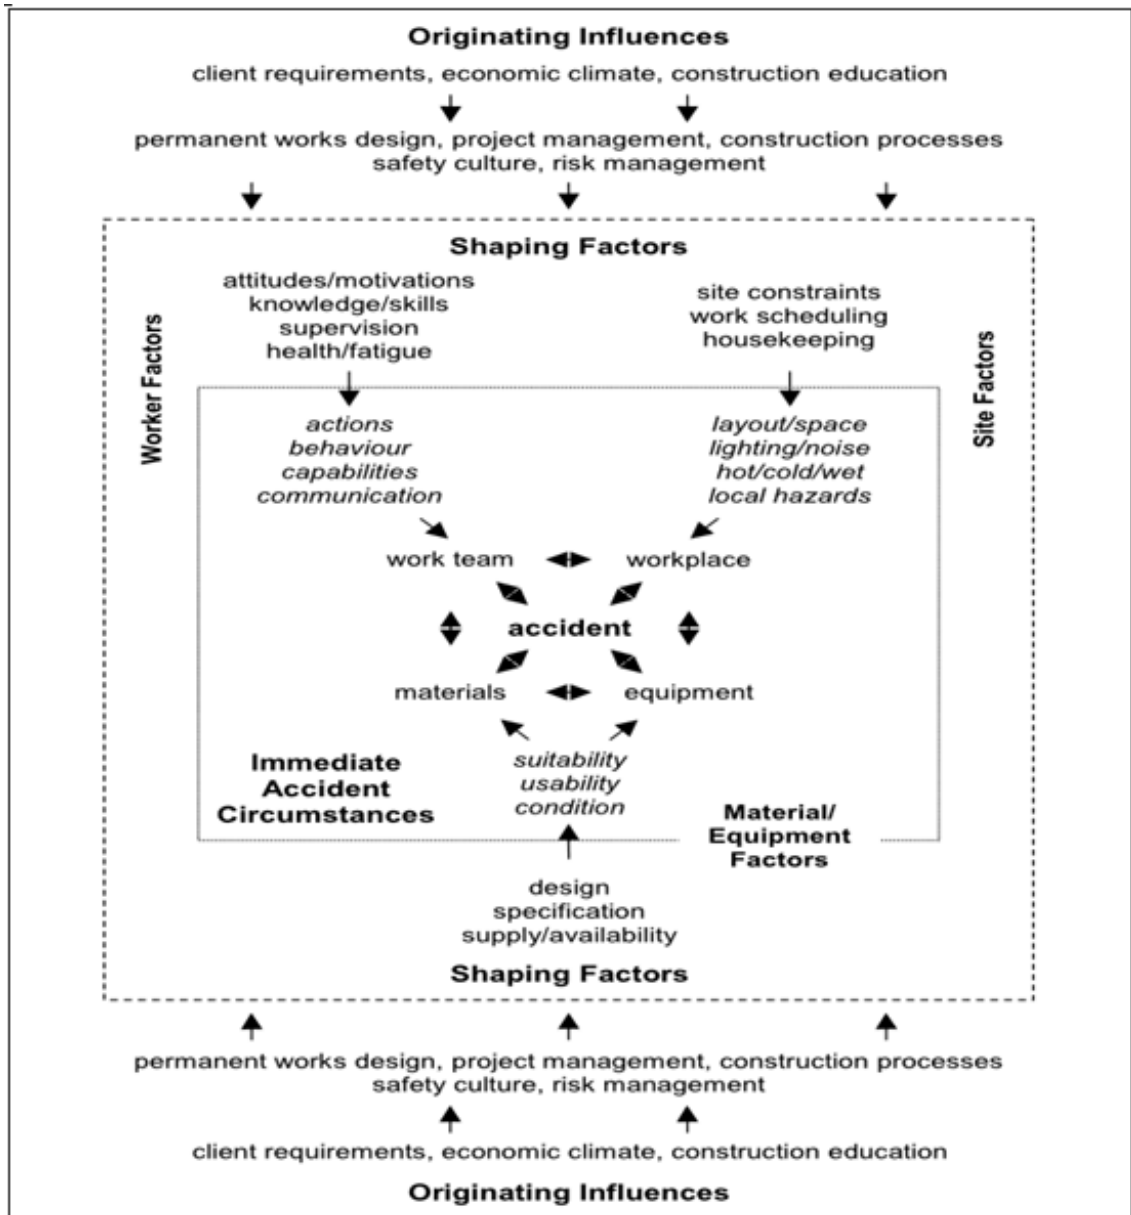 Originating Influences
client requirements, economic climate, construction education
permanent works design, project management, construction processes
safety culture, risk management
Shaping Factors
attitudes/motivations
knowledge/skills
supervision
health/fatigue
site constraints
work scheduling
housekeeping
Worker Factors
Site Factors
actions
behaviour
capabilities
communication
layout/space
lighting/noise
hot/cold/wet
local hazards
work team
workplace
accident
materials
equipment
suitability
usability
condition
Immediate
Accident
Circumstances
Material/
Equipment
Factors
design
specification
supply/availability
Shaping Factors
permanent works design, project management, construction processes
safety culture, risk management
client requirements, economic climate, construction education
Originating Influences